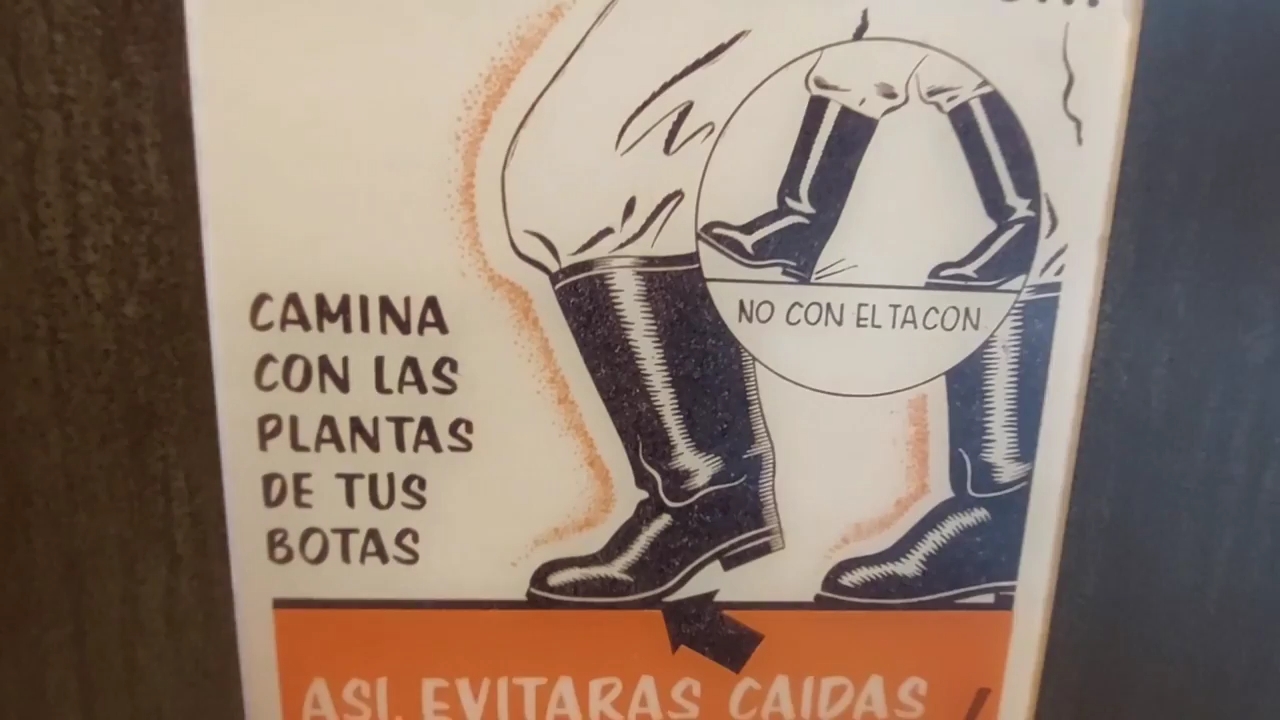 CAMINA
CON LAS
PLANTAS
DE TUS
BOTAS
NO CON EL TACON
ASI, EVITARAS CAIDAS